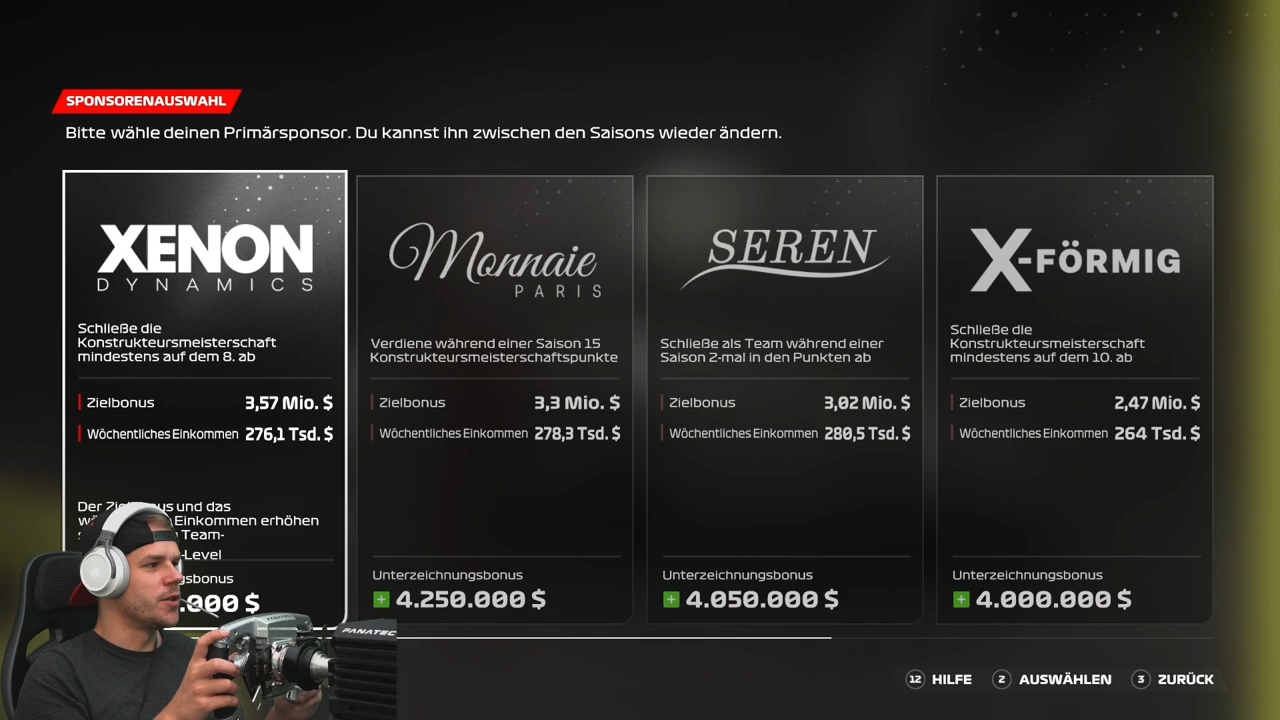 SPONSORENAUSWAHL
Bitte wähle deinen Primärsponsor. Du kannst ihn zwischen den Saisons wieder ändern.
XENON
DYNAMICS
Schließe die
Konstrukteursmeisterschaft
mindestens auf dem 8. ab
Zielbonus 3,57 Mio. $
Wöchentliches Einkommen 276,1 Tsd. $
Der us und das
Einkommen erhöhen
Team-
-Level
gsbonus
.000 $
Monnaie
PARIS
Verdiene während einer Saison 15
Konstrukteursmeisterschaftspunkte
Zielbonus 3,3 Mio. $
Wöchentliches Einkommen 278,3 Tsd. $
Unterzeichnungsbonus
+ 4.250.000 $
SEREN
Schließe als Team während einer
Saison 2-mal in den Punkten ab
Zielbonus 3,02 Mio. $
Wöchentliches Einkommen 280,5 Tsd. $
Unterzeichnungsbonus
+ 4.050.000 $
X-FÖRMIG
Schließe die
Konstrukteursmeisterschaft
mindestens auf dem 10. ab
Zielbonus 2,47 Mio. $
Wöchentliches Einkommen 264 Tsd. $
Unterzeichnungsbonus
+ 4.000.000 $
FANATEC
12 HILFE 2 AUSWÄHLEN 3 ZURÜCK